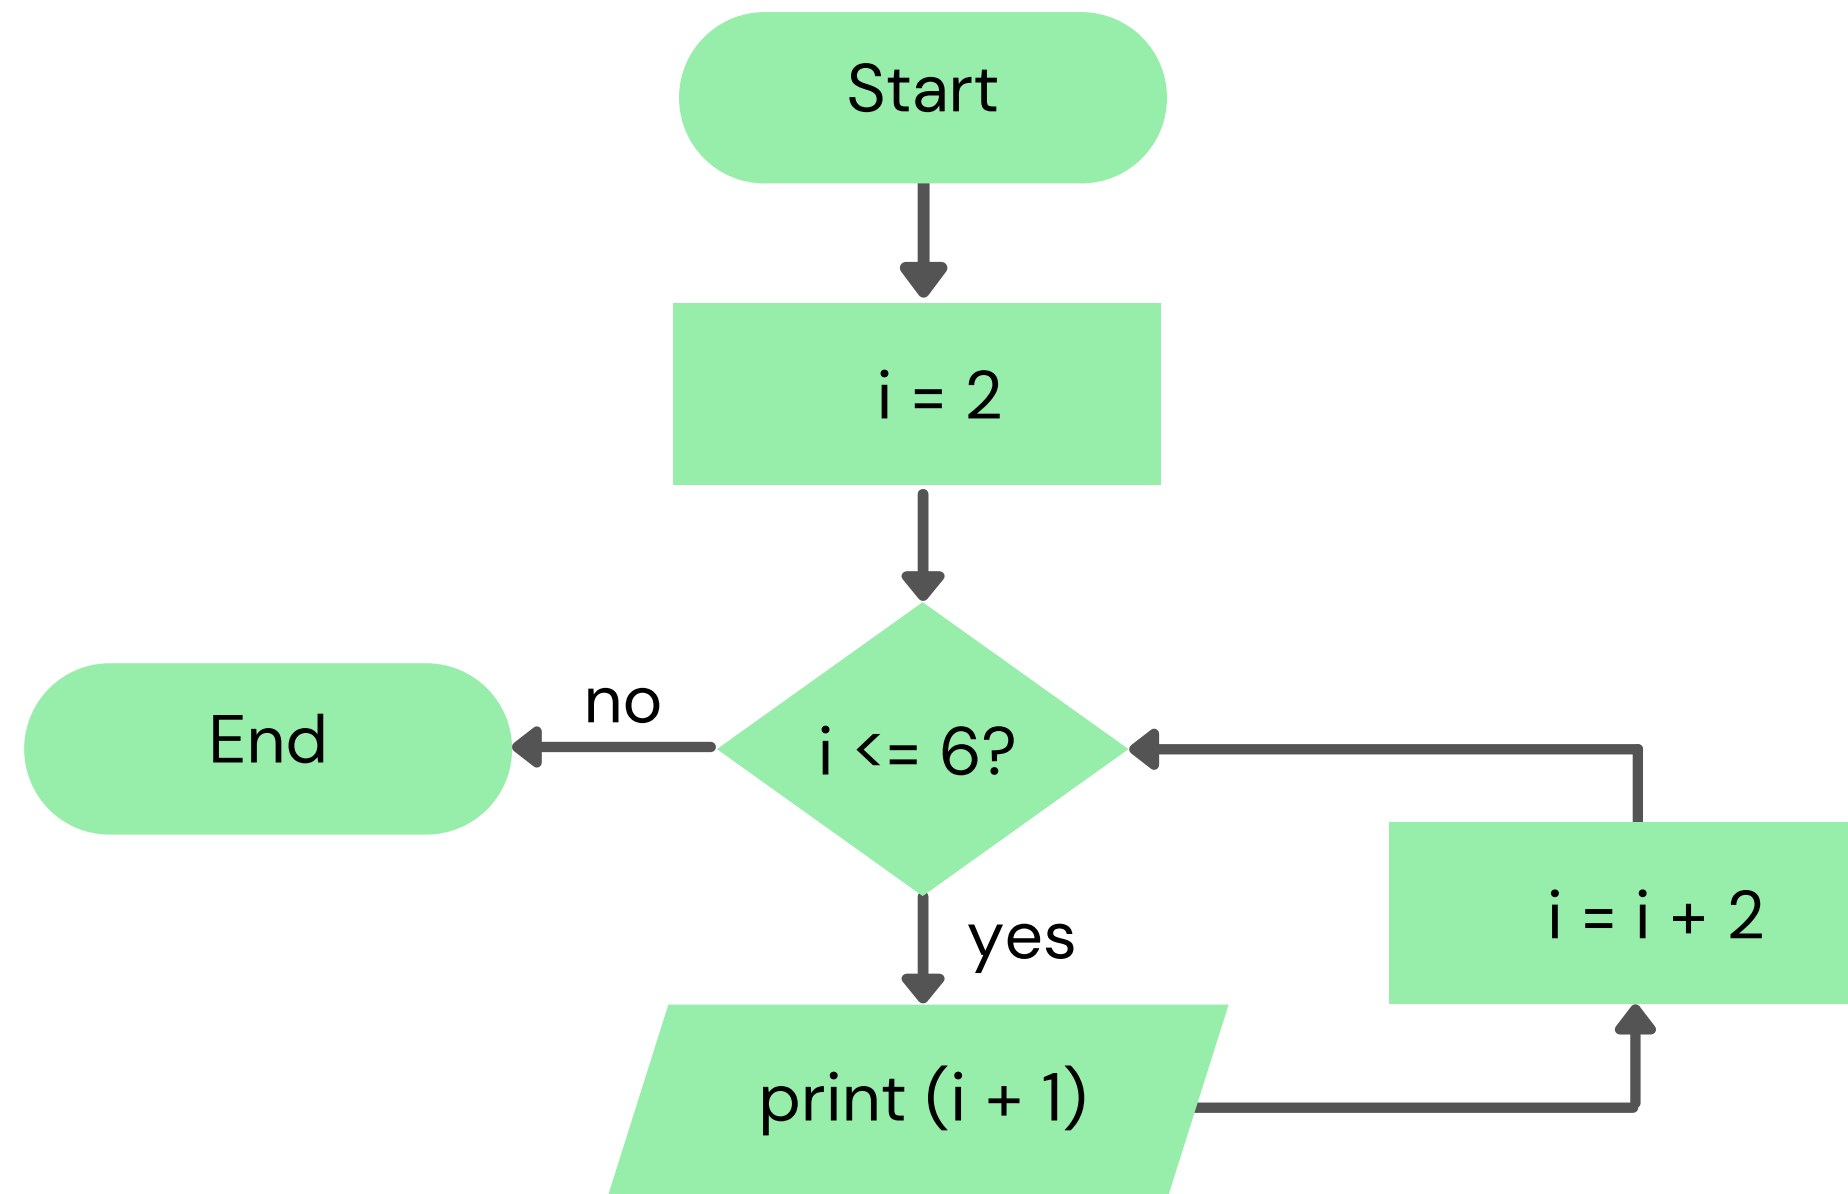 Start
i = 2
i <= 6?
no
End
yes
i = i + 2
print (i + 1)